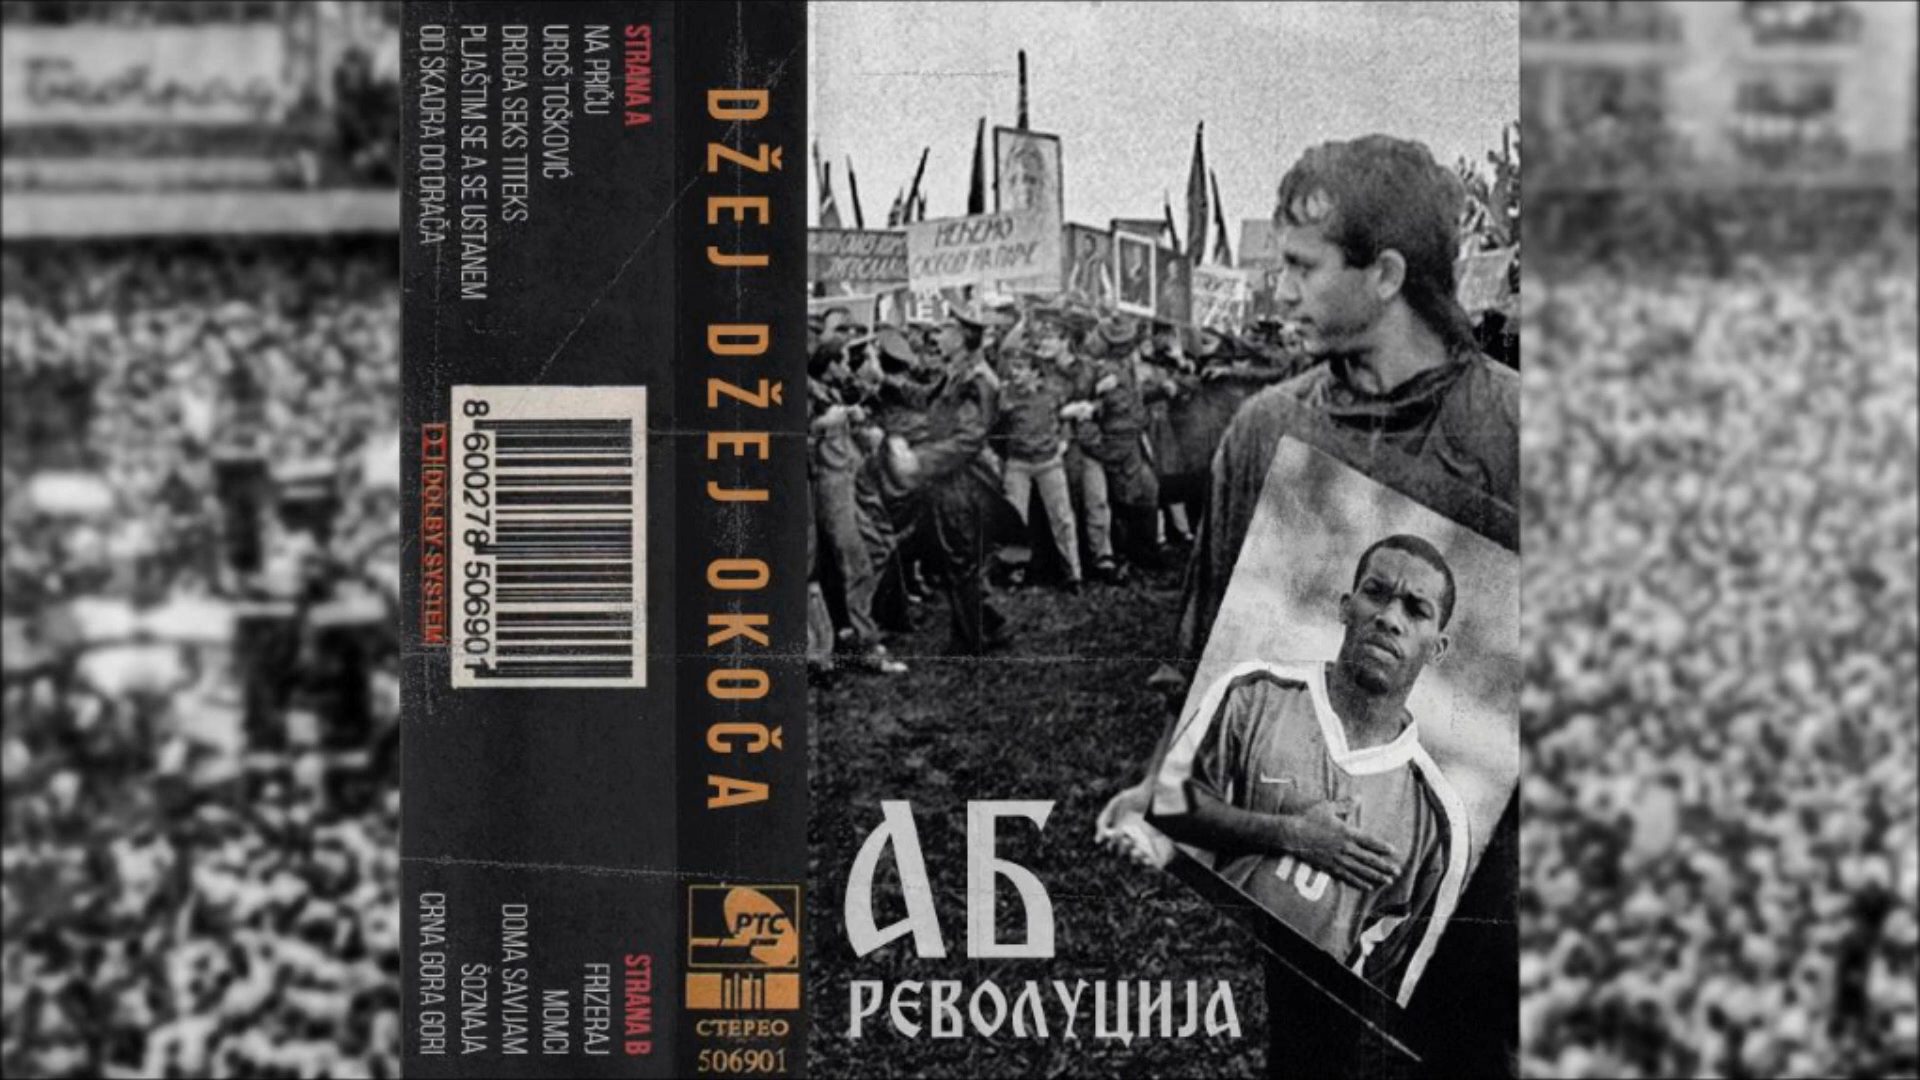 STRANA A
NA PRIČU
UROŠ TOŠKOVIĆ
DROGA SEKS TITEKS
PLJAŠTIM SE A SE USTANEM
OD SKADRA DO DRAČA
8 600278 506901
DOLBY SYSTEM
STRANA B
FRIZERAJ
MOMCI
DOMA SAVIJAM
ŠOZNAJA
CRNA GORA GORI
DŽEJ DŽEJ OKOČA
РТС
СТЕРЕО
506901
НЕЋЕМО
10
АБ
РЕВОЛУЦИЈА